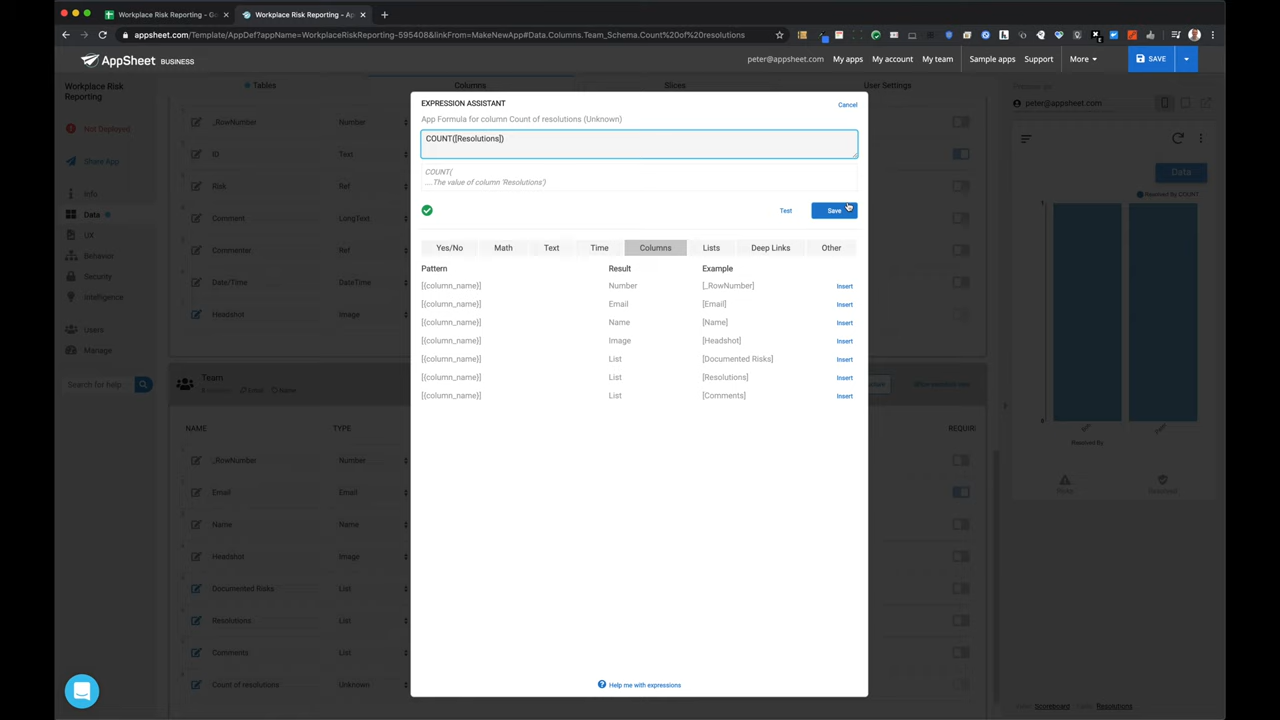 Workplace Risk Reporting - Go
Workplace Risk Reporting - Ap
appsheet.com/Template/AppDef?appName=WorkplaceRiskReporting-595408&linkFrom=MakeNewApp#Data.Columns.Team_Schema.Count%20of%20resolutions
AppSheet BUSINESS
peter@appsheet.com
My apps
My account
My team
Sample apps
Support
More
SAVE
Workplace Risk
Reporting
Not Deployed
Share App
Info
Data
UX
Behavior
Security
Intelligence
Users
Manage
Search for help
Tables
Columns
Slices
User Settings
_RowNumber
Number
ID
Text
Risk
Ref
Comment
LongText
Commenter
Ref
Date/Time
DateTime
Headshot
Image
Team
NAME
TYPE
REQUIRE
_RowNumber
Number
Email
Email
Name
Name
Headshot
Image
Documented Risks
List
Resolutions
List
Comments
List
Count of resolutions
Unknown
EXPRESSION ASSISTANT
Cancel
App Formula for column Count of resolutions (Unknown)
COUNT([Resolutions])
COUNT(
....The value of column 'Resolutions')
Test
Save
Yes/No
Math
Text
Time
Columns
Lists
Deep Links
Other
Pattern
Result
Example
[{column_name}]
Number
[_RowNumber]
Insert
[{column_name}]
Email
[Email]
Insert
[{column_name}]
Name
[Name]
Insert
[{column_name}]
Image
[Headshot]
Insert
[{column_name}]
List
[Documented Risks]
Insert
[{column_name}]
List
[Resolutions]
Insert
[{column_name}]
List
[Comments]
Insert
Help me with expressions
peter@appsheet.com
Data
Resolved By COUNT
1
0
Resolved By
Risks
Resolved
Scoreboard
Resolutions